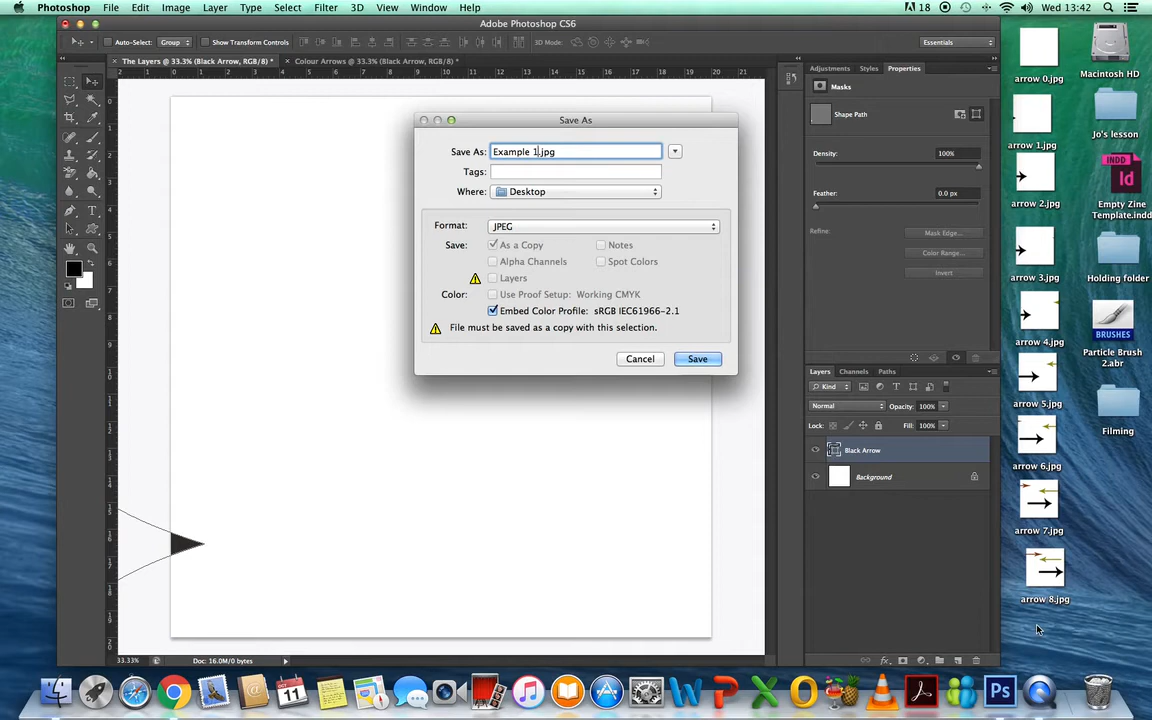 Photoshop File Edit Image Layer Type Select Filter 3D View Window Help 18 Wed 13:42
Adobe Photoshop CS6
Auto-Select: Group Show Transform Controls 3D Mode: Essentials
The Layers @ 33.3% (Black Arrow, RGB/8) * Colour Arrows @ 33.3% (Black Arrow, RGB/8) *
Adjustments Styles Properties
Masks
Shape Path
Density: 100%
Feather: 0.0 px
Refine: Mask Edge...
Color Range...
Invert
Save As
Save As: Example 1.jpg
Tags:
Where: Desktop
Format: JPEG
Save: As a Copy Notes
Alpha Channels Spot Colors
Layers
Color: Use Proof Setup: Working CMYK
Embed Color Profile: sRGB IEC61966-2.1
File must be saved as a copy with this selection.
Cancel Save
Layers Channels Paths
Kind
Normal Opacity: 100%
Lock: Fill: 100%
Black Arrow
Background
33.33% Doc: 16.0M/0 bytes
arrow 0.jpg
arrow 1.jpg
arrow 2.jpg
arrow 3.jpg
arrow 4.jpg
arrow 5.jpg
arrow 6.jpg
arrow 7.jpg
arrow 8.jpg
Macintosh HD
Jo's lesson
INDD
Id
Empty Zine
Template.indd
Holding folder
BRUSHES
Particle Brush
2.abr
Filming
11
Ps